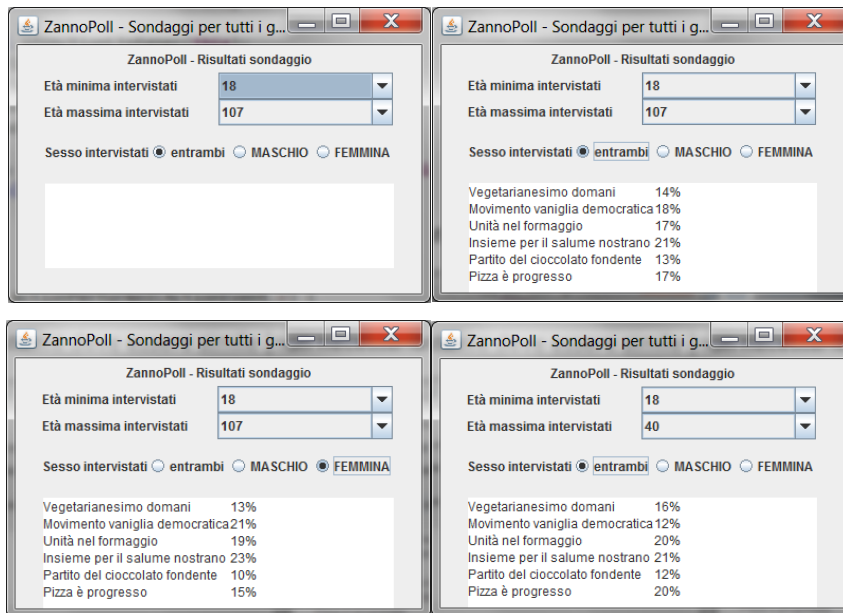 ZannoPoll - Sondaggi per tutti i g...
ZannoPoll - Risultati sondaggio
Età minima intervistati 18
Età massima intervistati 107
Sesso intervistati entrambi MASCHIO FEMMINA
ZannoPoll - Sondaggi per tutti i g...
ZannoPoll - Risultati sondaggio
Età minima intervistati 18
Età massima intervistati 107
Sesso intervistati entrambi MASCHIO FEMMINA
Vegetarianesimo domani 14%
Movimento vaniglia democratica 18%
Unità nel formaggio 17%
Insieme per il salume nostrano 21%
Partito del cioccolato fondente 13%
Pizza è progresso 17%
ZannoPoll - Sondaggi per tutti i g...
ZannoPoll - Risultati sondaggio
Età minima intervistati 18
Età massima intervistati 107
Sesso intervistati entrambi MASCHIO FEMMINA
Vegetarianesimo domani 13%
Movimento vaniglia democratica 21%
Unità nel formaggio 19%
Insieme per il salume nostrano 23%
Partito del cioccolato fondente 10%
Pizza è progresso 15%
ZannoPoll - Sondaggi per tutti i g...
ZannoPoll - Risultati sondaggio
Età minima intervistati 18
Età massima intervistati 40
Sesso intervistati entrambi MASCHIO FEMMINA
Vegetarianesimo domani 16%
Movimento vaniglia democratica 12%
Unità nel formaggio 20%
Insieme per il salume nostrano 21%
Partito del cioccolato fondente 12%
Pizza è progresso 20%